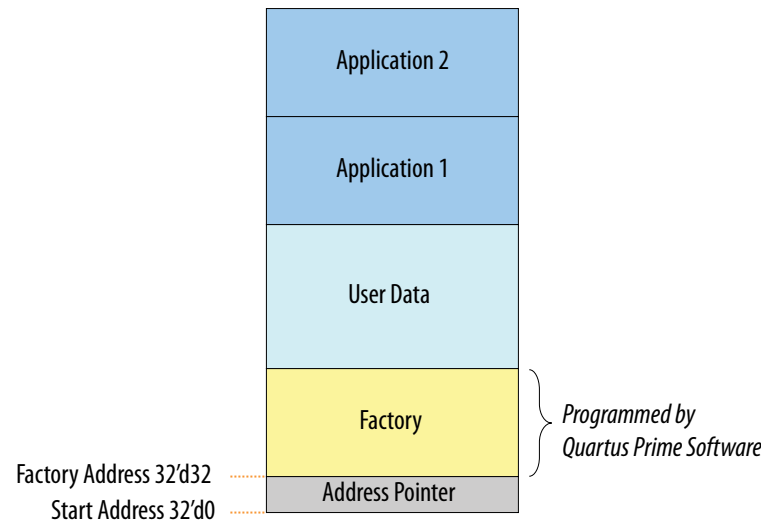 Application 2
Application 1
User Data
Factory
Programmed by
Quartus Prime Software
Factory Address 32’d32
Address Pointer
Start Address 32’d0